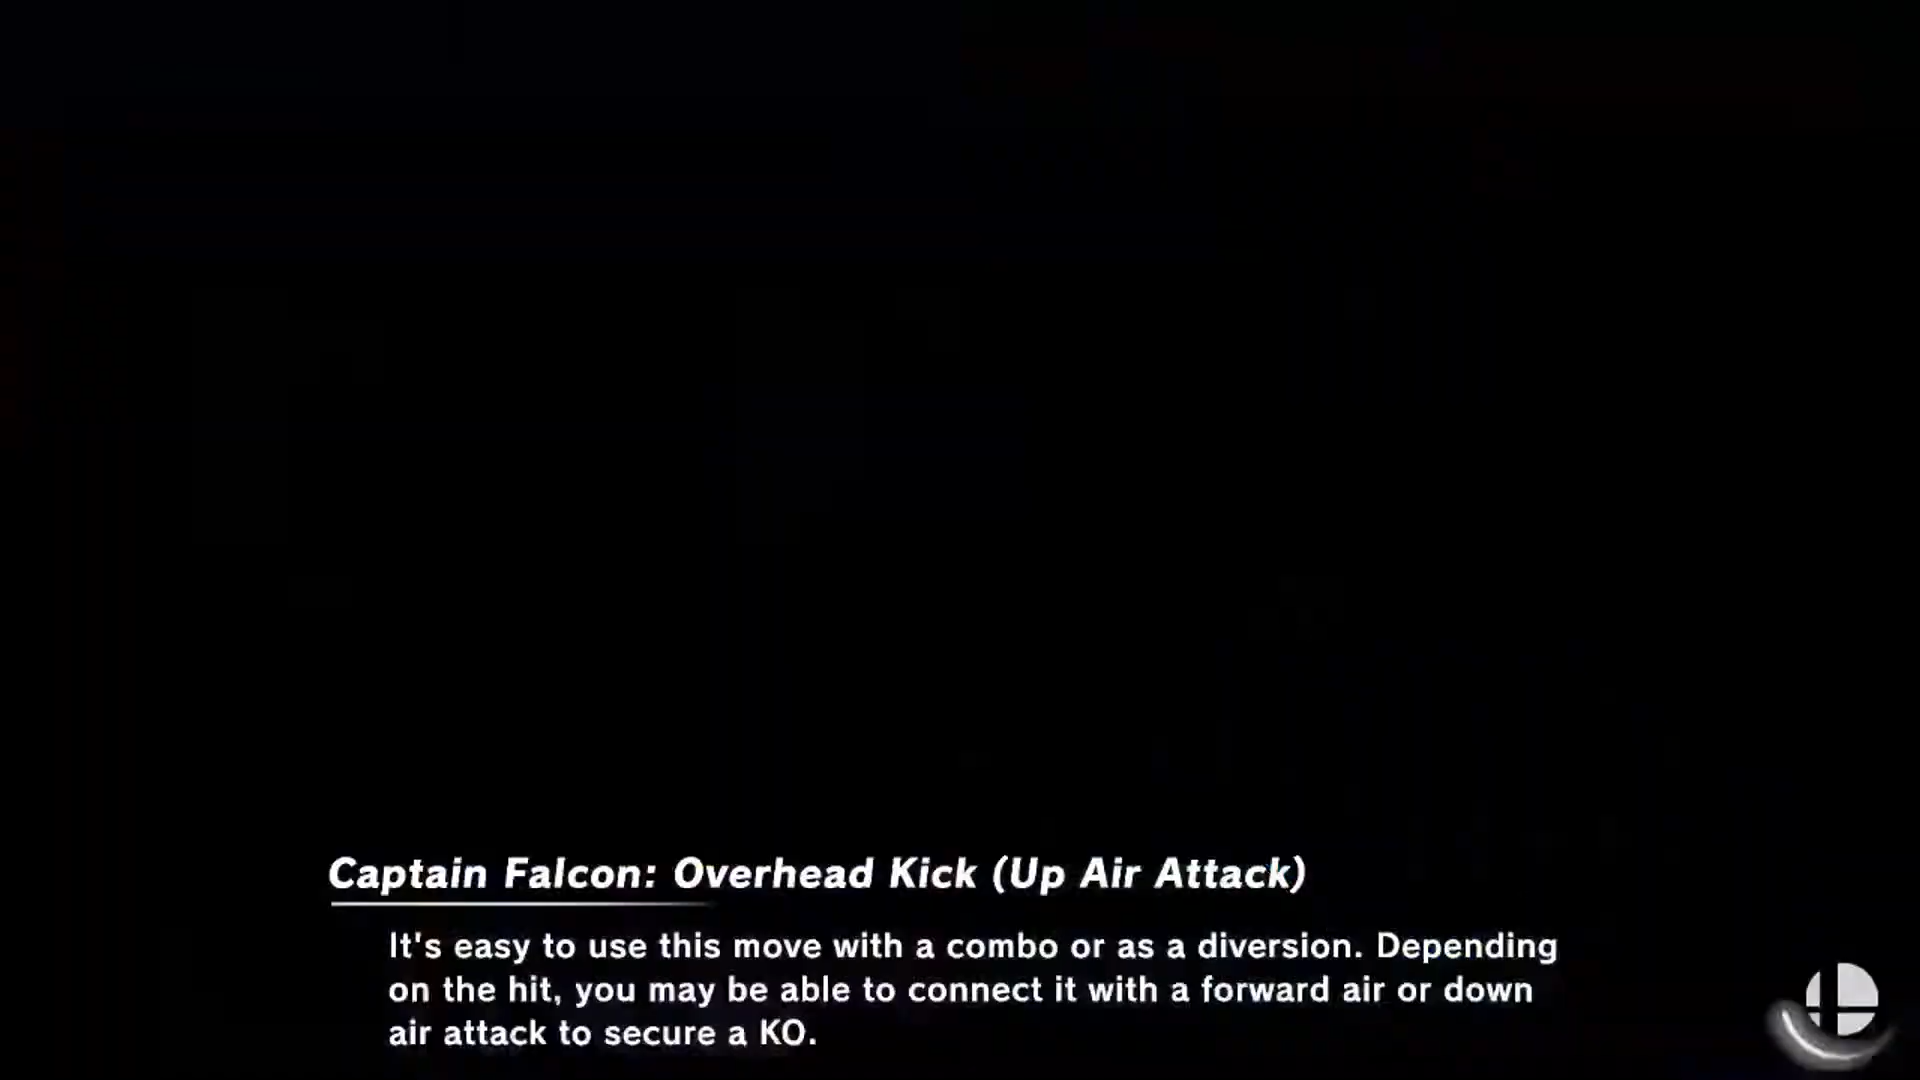 Captain Falcon: Overhead Kick (Up Air Attack)
It's easy to use this move with a combo or as a diversion. Depending
on the hit, you may be able to connect it with a forward air or down
air attack to secure a KO.